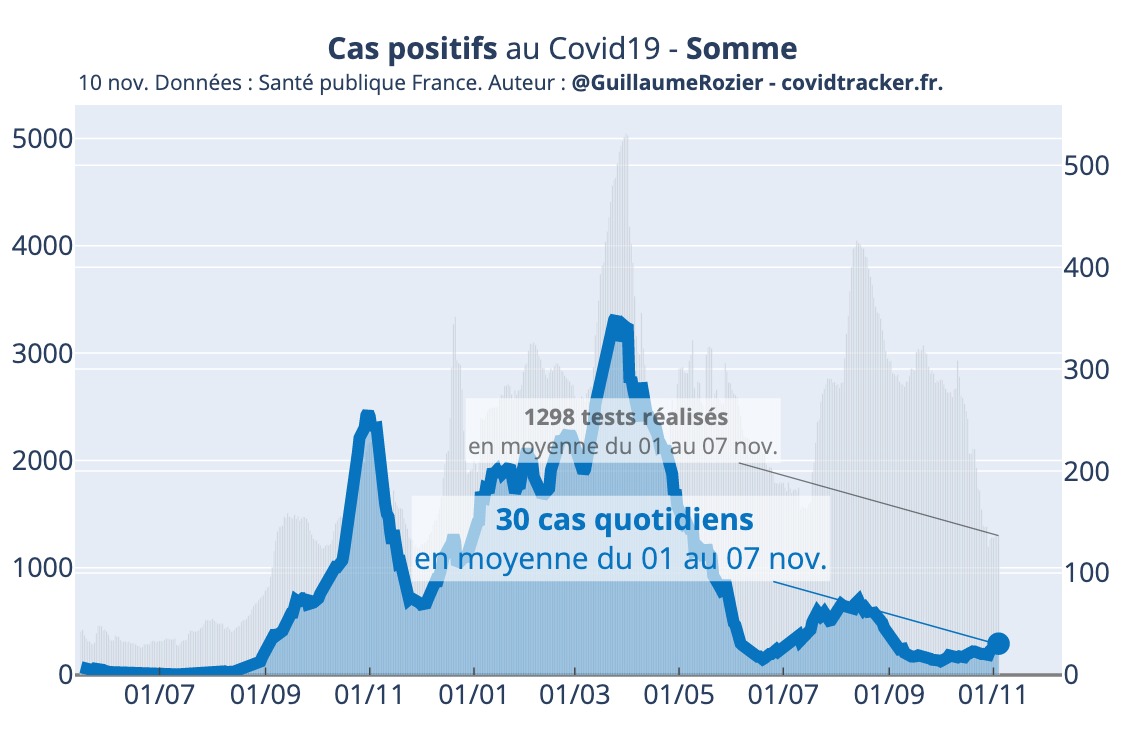 Cas positifs au Covid19 - Somme
10 nov. Données : Santé publique France. Auteur : @GuillaumeRozier - covidtracker.fr.
5000
4000
3000
2000
1000
0
500
400
300
200
100
0
1298 tests réalisés
en moyenne du 01 au 07 nov.
30 cas quotidiens
en moyenne du 01 au 07 nov.
01/07 01/09 01/11 01/01 01/03 01/05 01/07 01/09 01/11